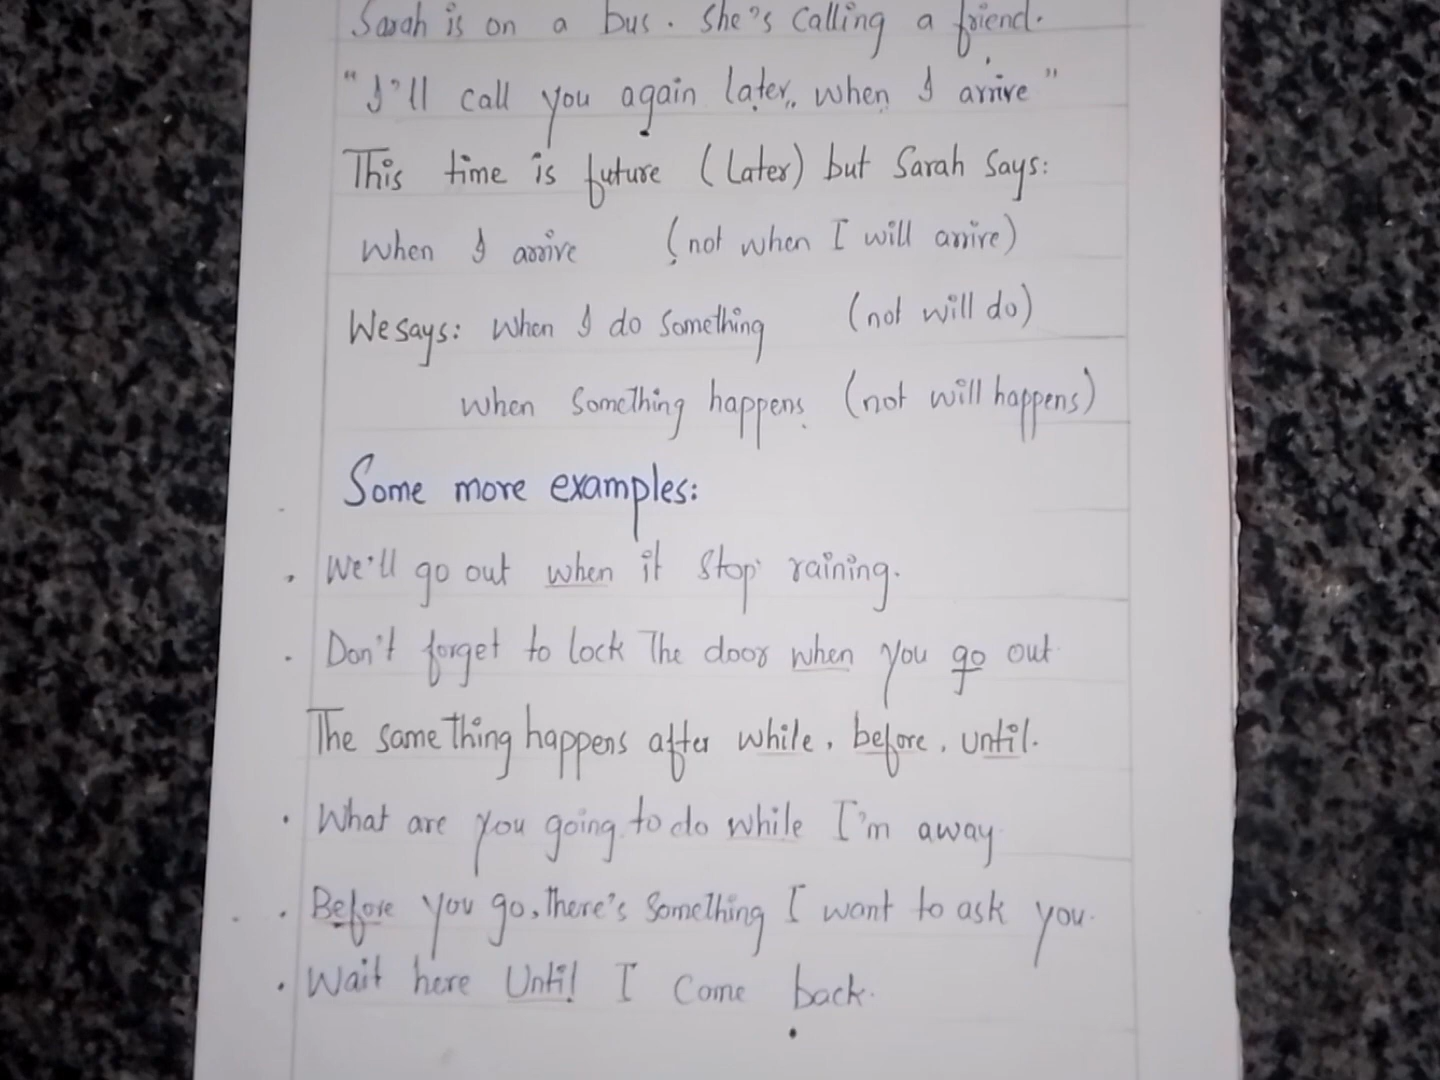 Sarah is on a bus. She's calling a friend.
"I'll call you again later, when I arrive"
This time is future (Later) but Sarah says:
When I arrive (not when I will arrive)
We says: When I do something (not will do)
When something happens (not will happens)
Some more examples:
. We'll go out when it stop raining.
. Don't forget to lock the door when you go out
The same thing happens after while, before, until.
. What are you going to do while I'm away
. Before you go, there's something I want to ask you.
. Wait here Until I come back.